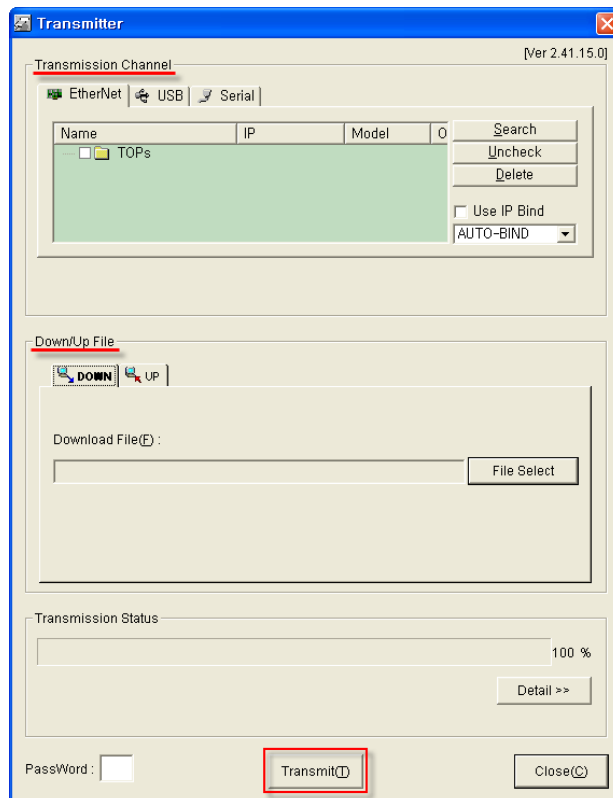 Transmitter
[Ver 2.41.15.0]
Transmission Channel
EtherNet USB Serial
Name IP Model O
TOPs
Search
Uncheck
Delete
Use IP Bind
AUTO-BIND
Down/Up File
DOWN UP
Download File(F) :
File Select
Transmission Status
100 %
Detail >>
PassWord :
Transmit(T)
Close(C)